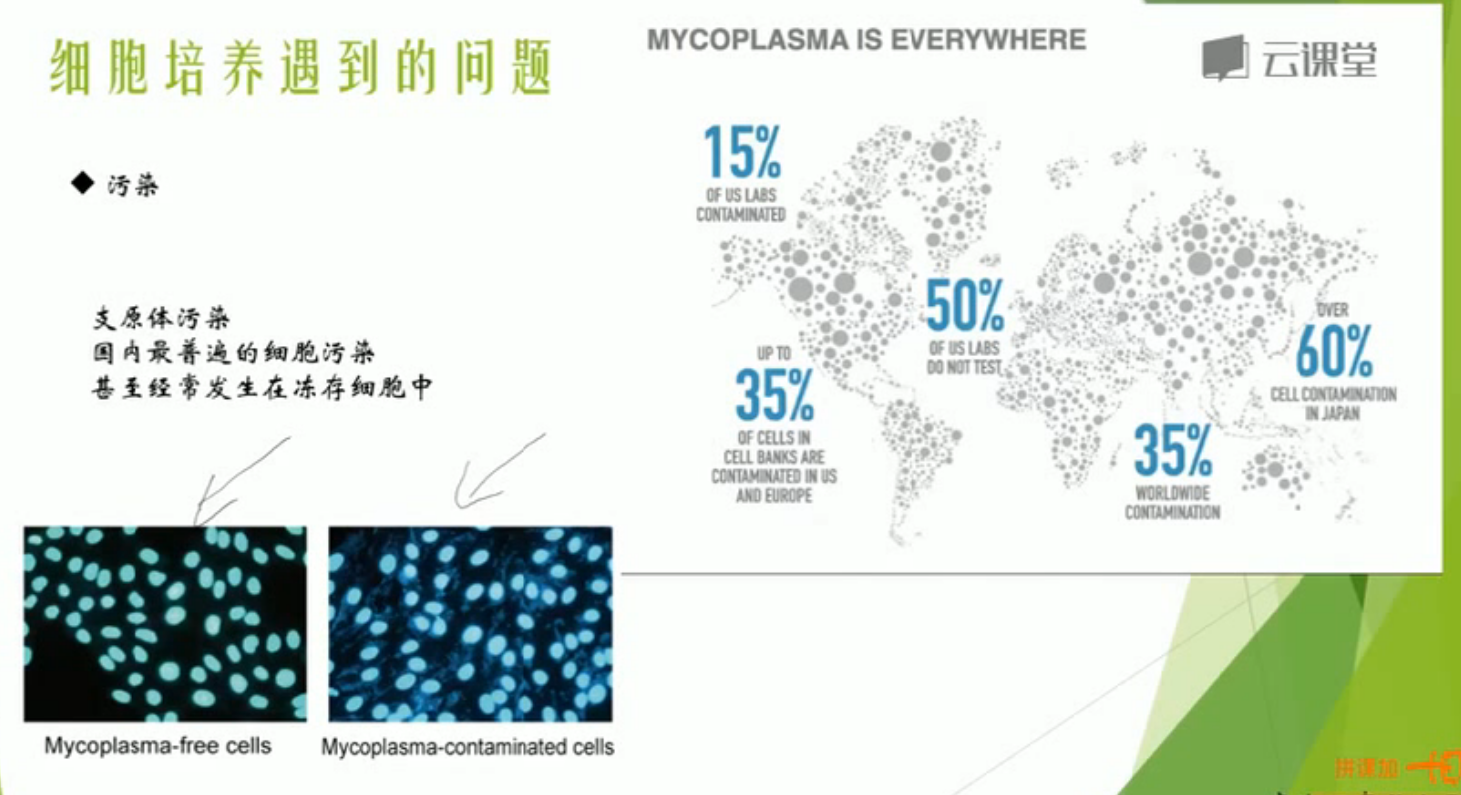 细胞培养遇到的问题
◆ 污染
支原体污染
国内最普遍的细胞污染
甚至经常发生在冻存细胞中
Mycoplasma-free cells
Mycoplasma-contaminated cells
MYCOPLASMA IS EVERYWHERE
云课堂
15%
OF US LABS
CONTAMINATED
50%
OF US LABS
DO NOT TEST
UP TO
35%
OF CELLS IN
CELL BANKS ARE
CONTAMINATED IN US
AND EUROPE
OVER
60%
CELL CONTAMINATION
IN JAPAN
35%
WORLDWIDE
CONTAMINATION
拼课加